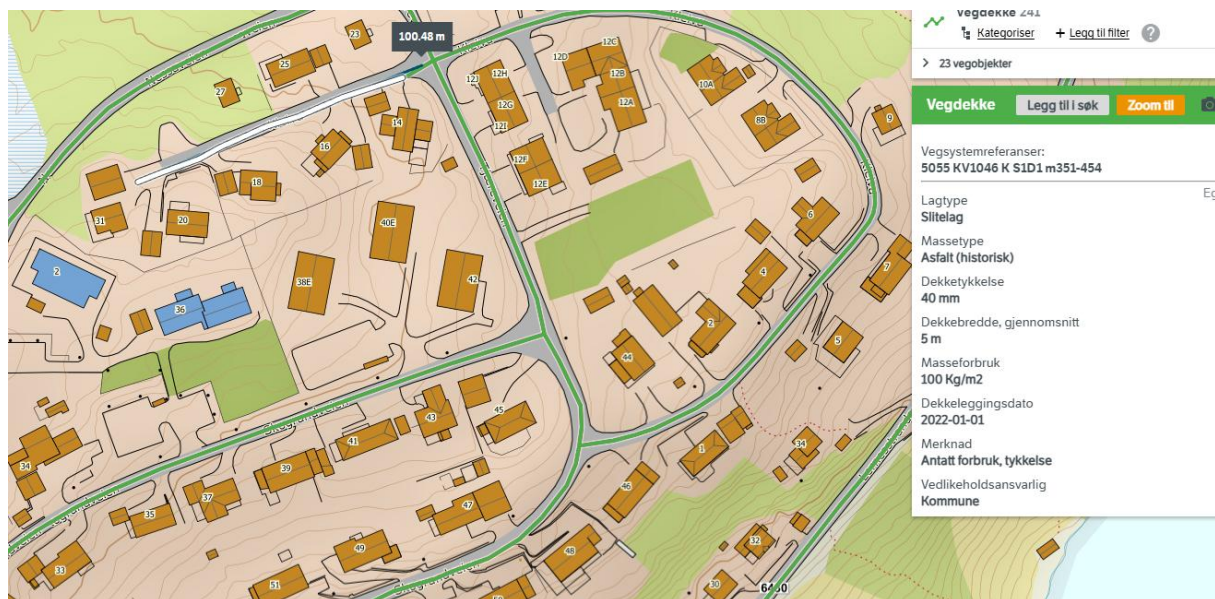 Vegdekke 241
Kategoriser + Legg til filter ?
> 23 vegobjekter
Vegdekke Legg til i søk Zoom til
Vegsystemreferanser:
5055 KV1046 K S1D1 m351-454
Eg
Lagtype
Slitelag
Massetype
Asfalt (historisk)
Dekketykkelse
40 mm
Dekkebredde, gjennomsnitt
5 m
Masseforbruk
100 Kg/m2
Dekkeleggingsdato
2022-01-01
Merknad
Antatt forbruk, tykkelse
Vedlikeholdsansvarlig
Kommune
100.48 m
23
25
27
12C
12D
12J
12H
12B
12G
12A
12I
10A
8B
9
14
16
12F
12E
18
31
20
40E
6
2
38E
42
4
7
36
2
5
44
45
43
41
34
1
34
39
46
37
47
35
32
49
48
33
51
30
6460